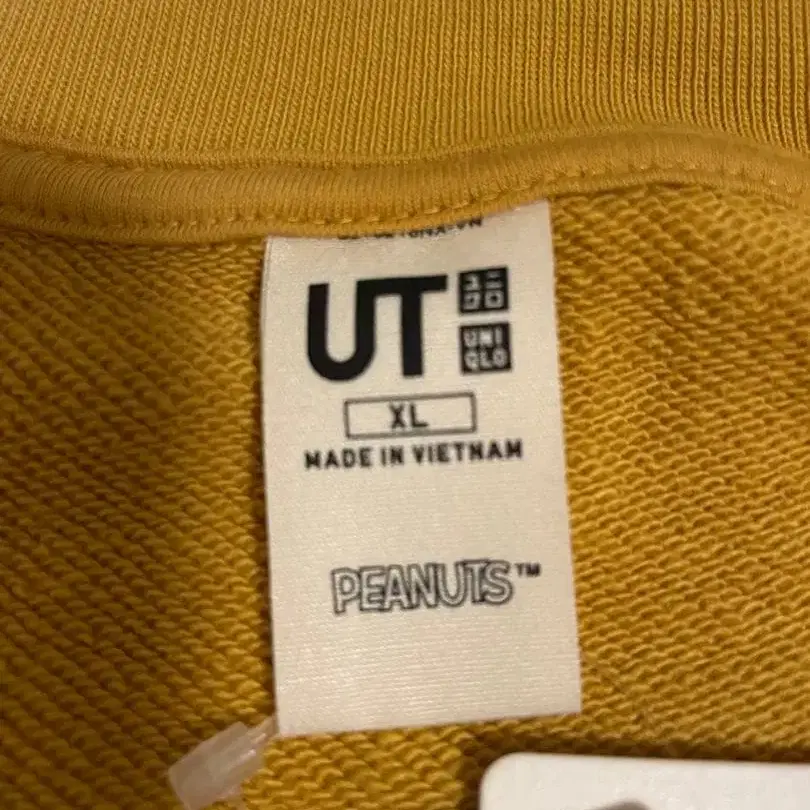 UT
ユニ
クロ
UNI
QLO
XL
MADE IN VIETNAM
PEANUTS™